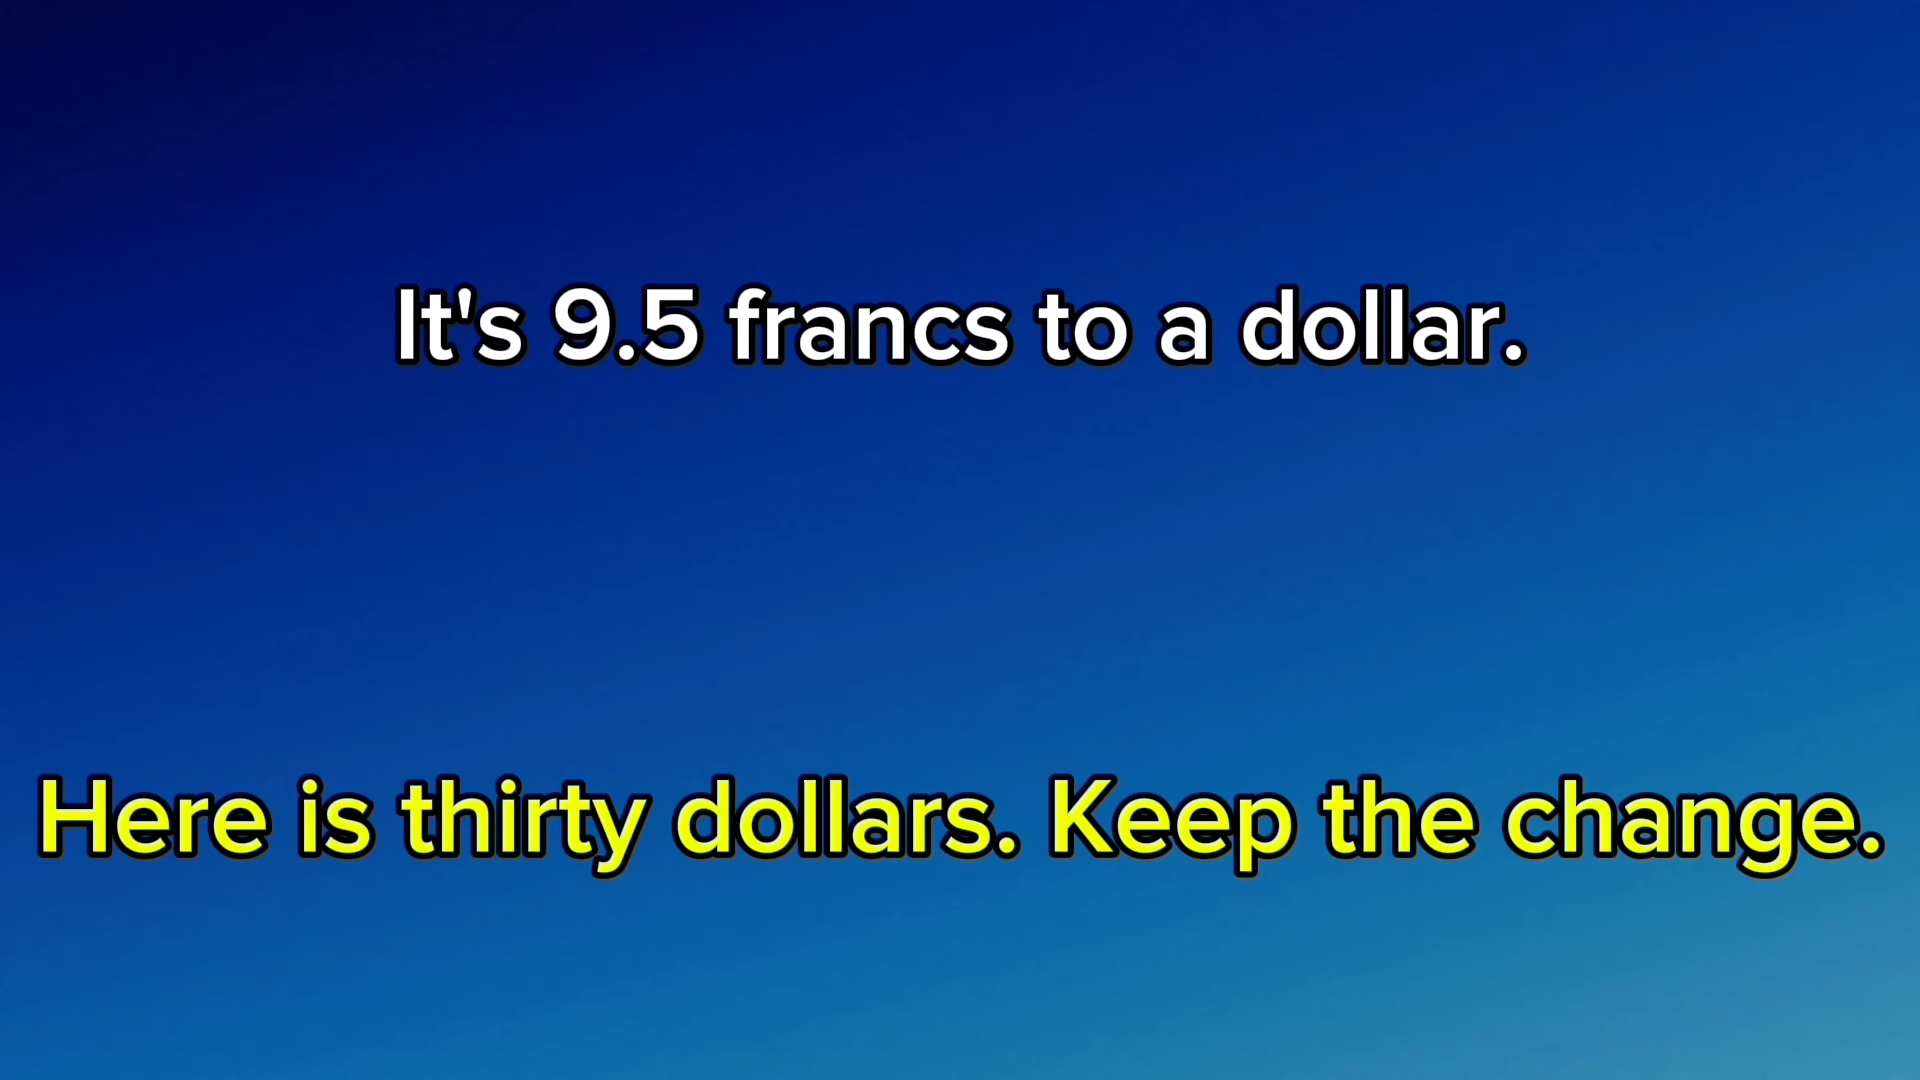 It's 9.5 francs to a dollar.
Here is thirty dollars. Keep the change.